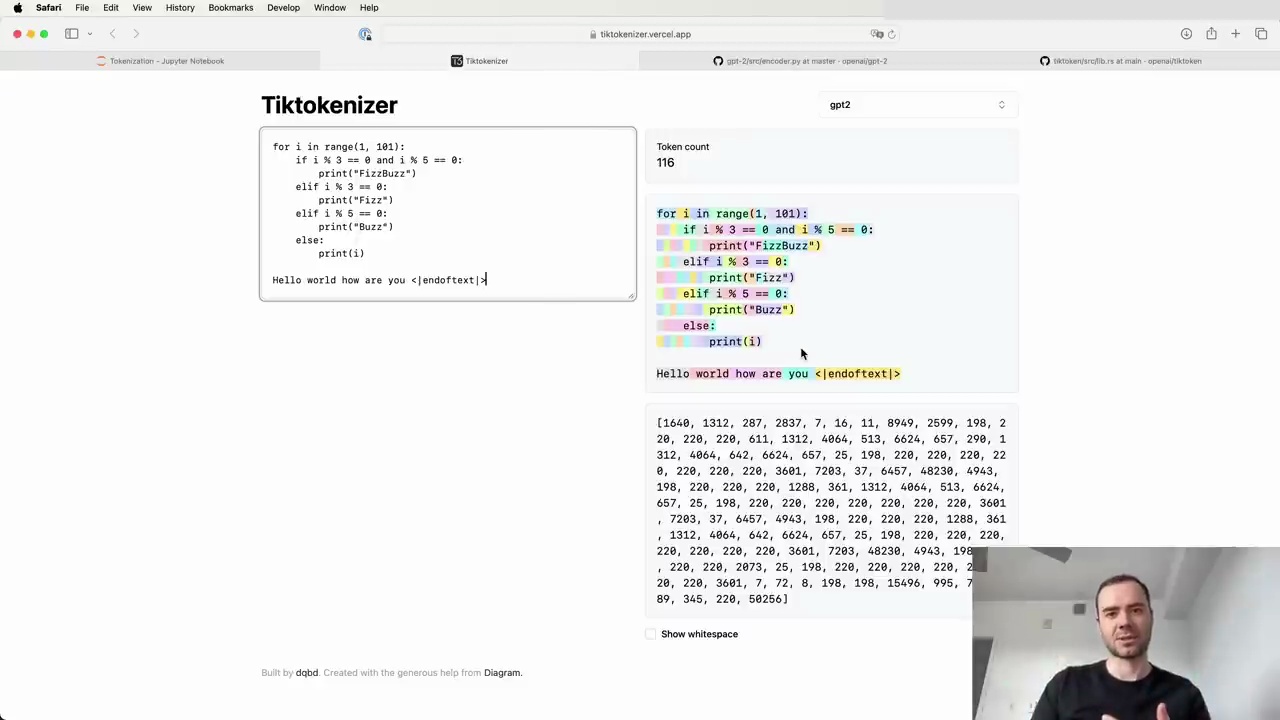 Safari File Edit View History Bookmarks Develop Window Help
tiktokenizer.vercel.app
Tokenization - Jupyter Notebook
Tiktokenizer
gpt-2/src/encoder.py at master · openai/gpt-2
tiktoken/src/lib.rs at main · openai/tiktoken
Tiktokenizer
gpt2
for i in range(1, 101):
    if i % 3 == 0 and i % 5 == 0:
        print("FizzBuzz")
    elif i % 3 == 0:
        print("Fizz")
    elif i % 5 == 0:
        print("Buzz")
    else:
        print(i)
Hello world how are you <|endoftext|>
Token count
116
for i in range(1, 101):
    if i % 3 == 0 and i % 5 == 0:
        print("FizzBuzz")
    elif i % 3 == 0:
        print("Fizz")
    elif i % 5 == 0:
        print("Buzz")
    else:
        print(i)
Hello world how are you <|endoftext|>
[1640, 1312, 287, 2837, 7, 16, 11, 8949, 2599, 198, 2
20, 220, 220, 611, 1312, 4064, 513, 6624, 657, 290, 1
312, 4064, 642, 6624, 657, 25, 198, 220, 220, 220, 22
0, 220, 220, 220, 3601, 7203, 37, 6457, 48230, 4943,
198, 220, 220, 220, 1288, 361, 1312, 4064, 513, 6624,
657, 25, 198, 220, 220, 220, 220, 220, 220, 220, 3601
, 7203, 37, 6457, 4943, 198, 220, 220, 220, 1288, 361
, 1312, 4064, 642, 6624, 657, 25, 198, 220, 220, 220,
220, 220, 220, 220, 3601, 7203, 48230, 4943, 198
, 220, 220, 2073, 25, 198, 220, 220, 220, 220, 2
20, 220, 3601, 7, 72, 8, 198, 198, 15496, 995, 7
89, 345, 220, 50256]
Show whitespace
Built by dqbd. Created with the generous help from Diagram.